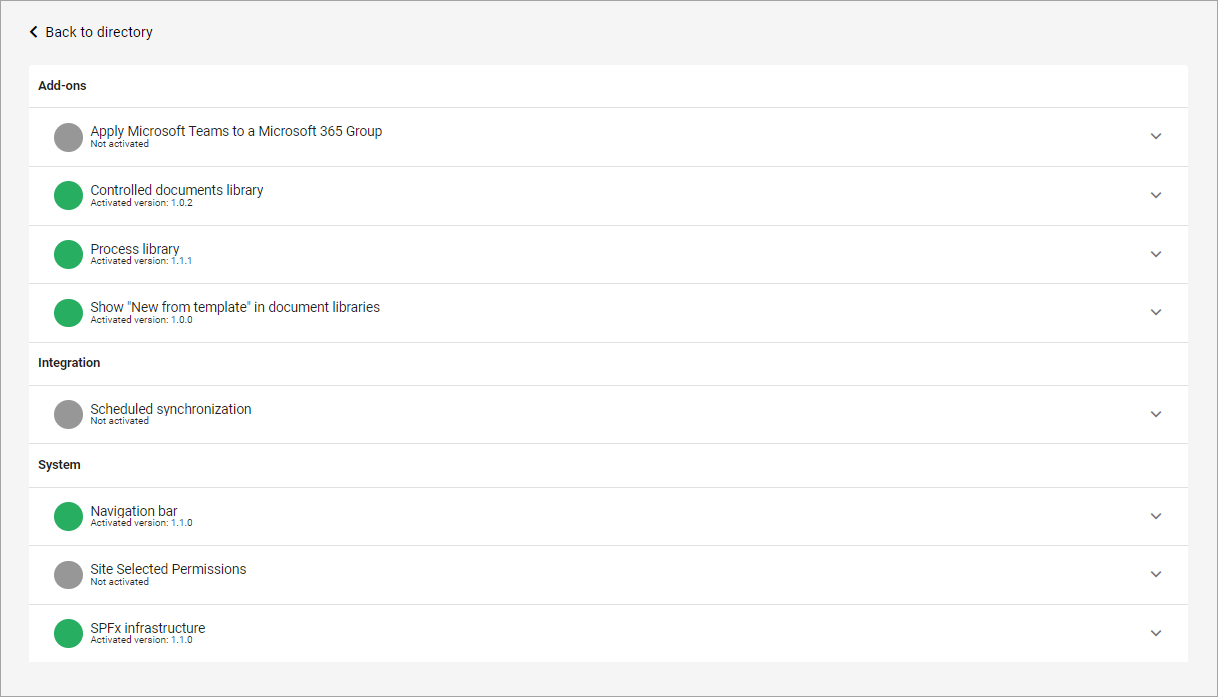 Back to directory
Add-ons
Apply Microsoft Teams to a Microsoft 365 Group
Not activated
Controlled documents library
Activated version: 1.0.2
Process library
Activated version: 1.1.1
Show "New from template" in document libraries
Activated version: 1.0.0
Integration
Scheduled synchronization
Not activated
System
Navigation bar
Activated version: 1.1.0
Site Selected Permissions
Not activated
SPFx infrastructure
Activated version: 1.1.0